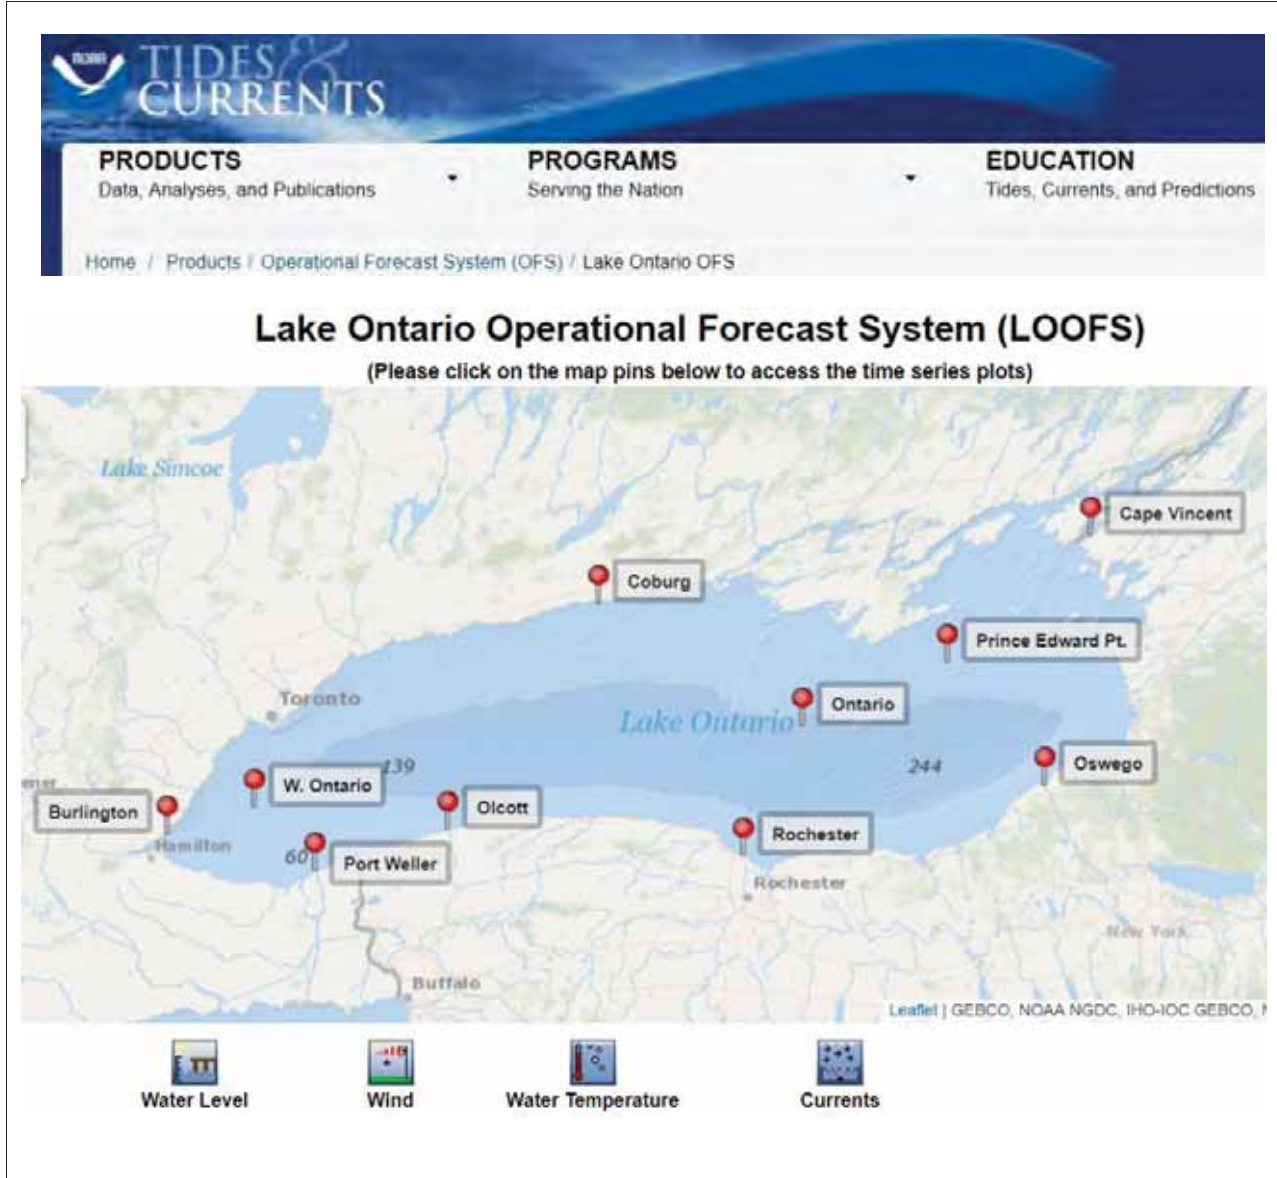 NOAA
TIDES &
CURRENTS
PRODUCTS
Data, Analyses, and Publications
PROGRAMS
Serving the Nation
EDUCATION
Tides, Currents, and Predictions
Home / Products / Operational Forecast System (OFS) / Lake Ontario OFS
Lake Ontario Operational Forecast System (LOOFS)
(Please click on the map pins below to access the time series plots)
Lake Simcoe
Cape Vincent
Coburg
Prince Edward Pt.
Toronto
Ontario
Lake Ontario
139
244
Oswego
W. Ontario
Burlington
Olcott
Hamilton
60
Port Weller
Rochester
Rochester
New York
Buffalo
Leaflet | GEBCO, NOAA NGDC, IHO-IOC GEBCO,
Water Level
Wind
Water Temperature
Currents